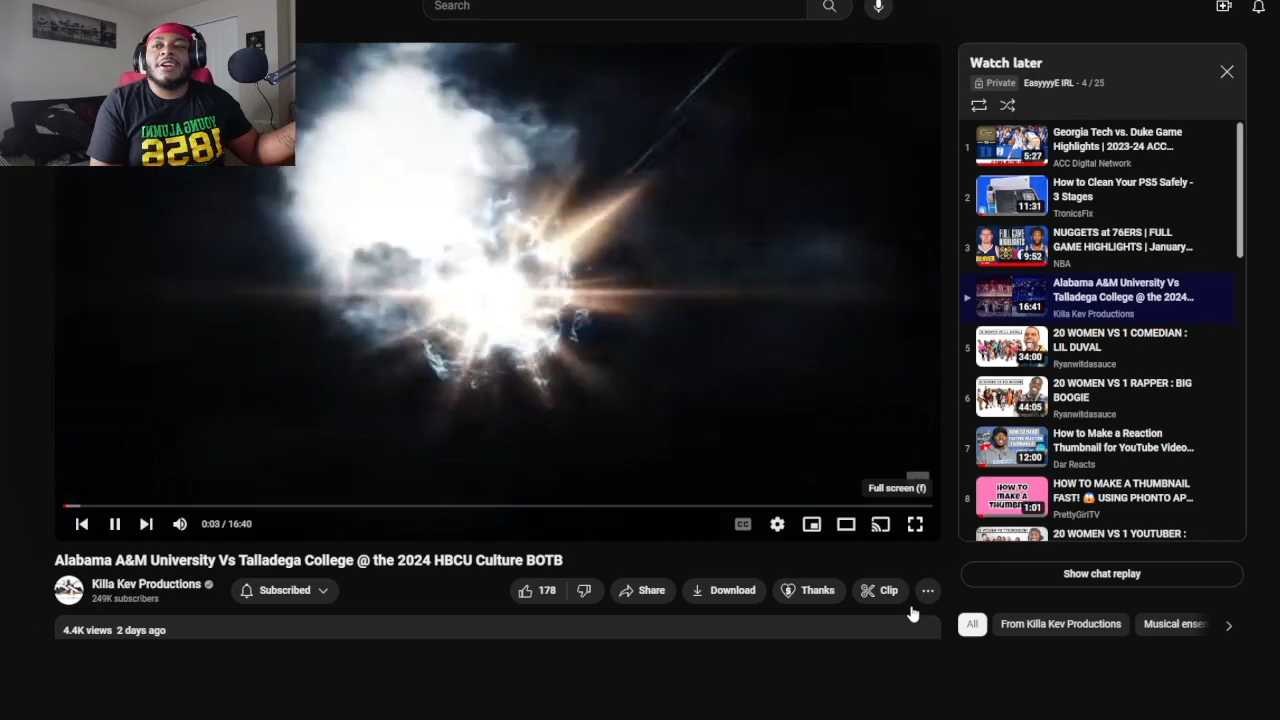 Search
YOUNG ALUMNI
1856
Full screen (f)
0:03 / 16:40
CC
Alabama A&M University Vs Talladega College @ the 2024 HBCU Culture BOTB
Killa Kev Productions
249K subscribers
Subscribed
178
Share
Download
Thanks
Clip
4.4K views 2 days ago
Watch later
Private
EasyyyyE IRL - 4 / 25
1
5:27
Georgia Tech vs. Duke Game
Highlights | 2023-24 ACC...
ACC Digital Network
2
11:31
How to Clean Your PS5 Safely -
3 Stages
TronicsFix
3
FULL GAME
HIGHLIGHTS
9:52
NUGGETS at 76ERS | FULL
GAME HIGHLIGHTS | January...
NBA
16:41
Alabama A&M University Vs
Talladega College @ the 2024...
Killa Kev Productions
5
34:00
20 WOMEN VS 1 COMEDIAN :
LIL DUVAL
Ryanwitdasauce
6
44:05
20 WOMEN VS 1 RAPPER : BIG
BOOGIE
Ryanwitdasauce
7
12:00
How to Make a Reaction
Thumbnail for YouTube Video...
Dar Reacts
8
HOW TO
MAKE A
1:01
HOW TO MAKE A THUMBNAIL
FAST! 😱 USING PHONTO AP...
PrettyGirlTV
20 WOMEN VS 1 YOUTUBER :
Show chat replay
All
From Killa Kev Productions
Musical